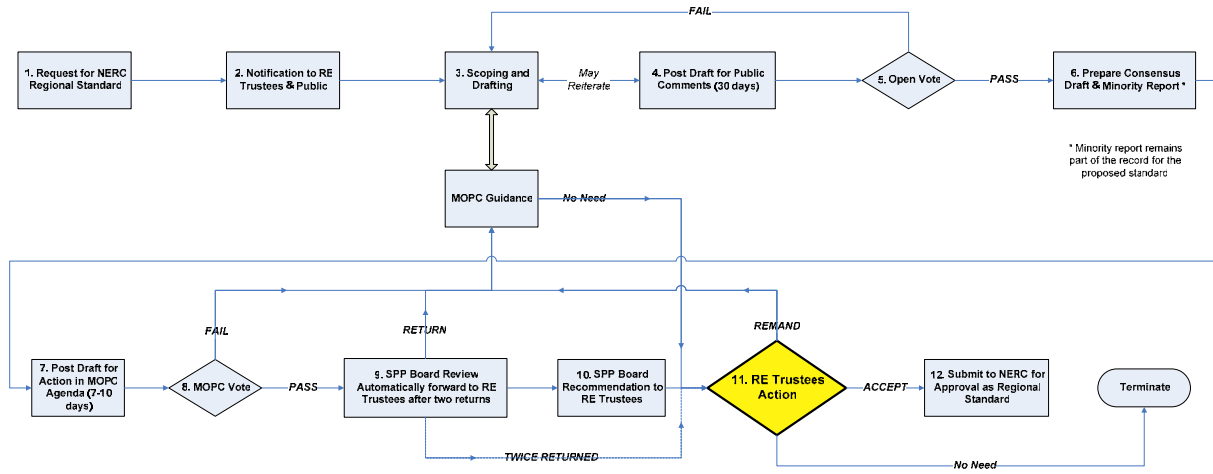 FAIL
1. Request for NERC
Regional Standard
2. Notification to RE
Trustees & Public
3. Scoping and
Drafting
May
Reiterate
4. Post Draft for Public
Comments (30 days)
5. Open Vote
PASS
6. Prepare Consensus
Draft & Minority Report *
* Minority report remains
part of the record for the
proposed standard
MOPC Guidance
No Need
FAIL
RETURN
REMAND
7. Post Draft for
Action in MOPC
Agenda (7-10
days)
8. MOPC Vote
PASS
9. SPP Board Review
Automatically forward to RE
Trustees after two returns
10. SPP Board
Recommendation to
RE Trustees
11. RE Trustees
Action
ACCEPT
12. Submit to NERC for
Approval as Regional
Standard
Terminate
TWICE RETURNED
No Need